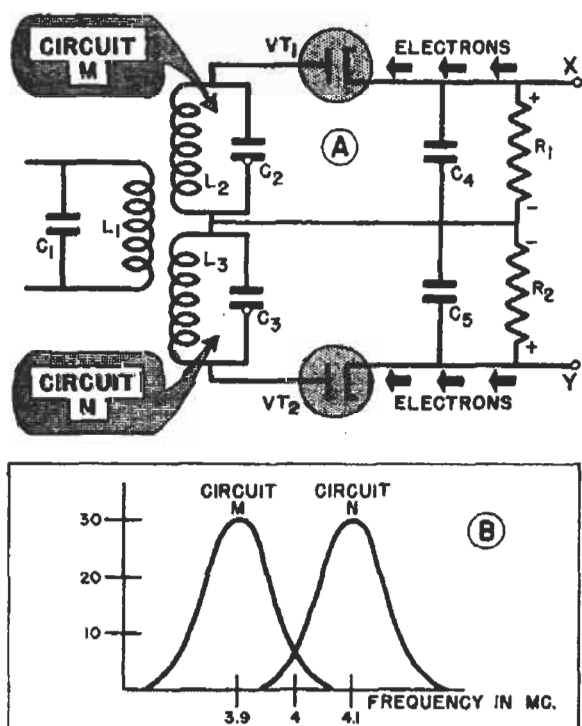 CIRCUIT
M
VT1
ELECTRONS
X
A
+
R1
C2
C4
L2
L1
C1
-
-
L3
R2
C3
C5
+
CIRCUIT
N
VT2
ELECTRONS
Y
CIRCUIT
M
CIRCUIT
N
B
30
20
10
3.9
4
4.1
FREQUENCY IN MC.